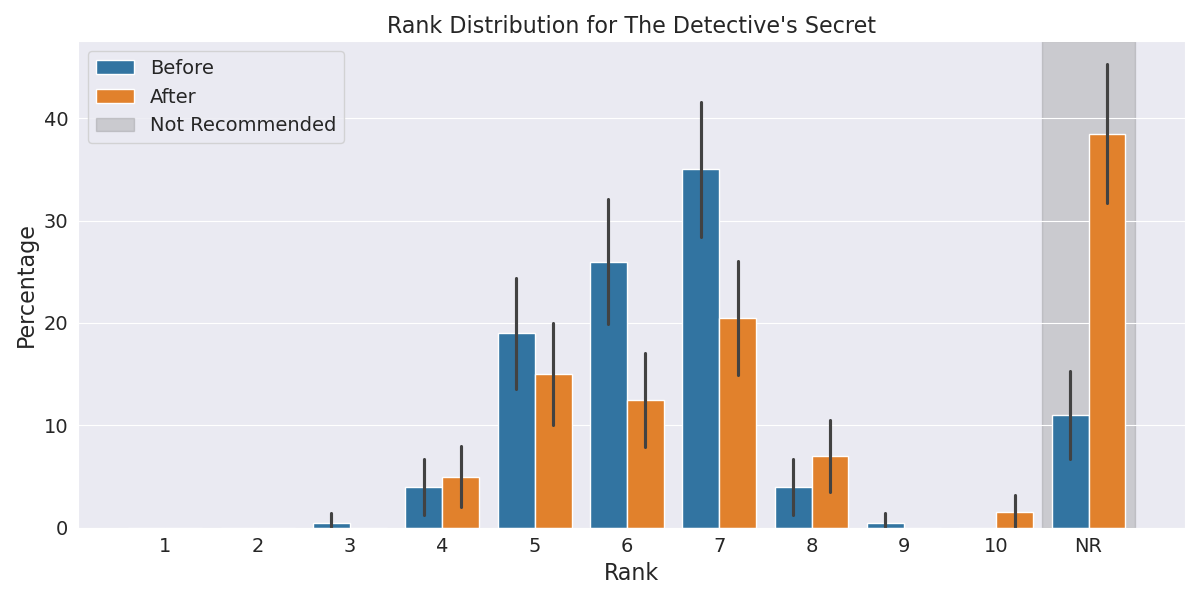 Rank Distribution for The Detective's Secret
Before
After
Not Recommended
Percentage
40
30
20
10
0
1 2 3 4 5 6 7 8 9 10 NR
Rank